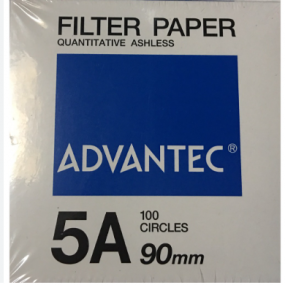 FILTER PAPER
QUANTITATIVE ASHLESS
ADVANTEC®
5A 100
CIRCLES
90mm